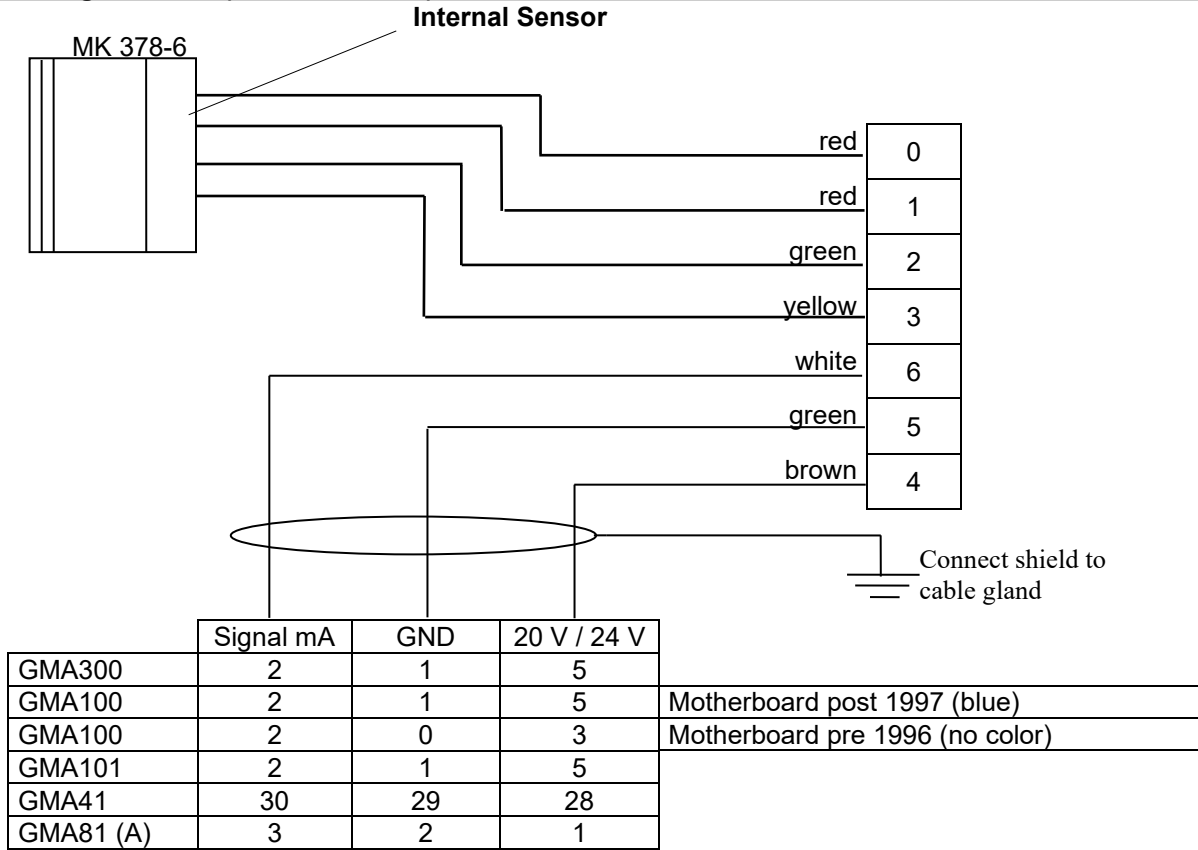 Internal Sensor
MK 378-6
red 0
red 1
green 2
yellow 3
white 6
green 5
brown 4
Connect shield to
cable gland
Signal mA GND 20 V / 24 V
GMA300 2 1 5
GMA100 2 1 5 Motherboard post 1997 (blue)
GMA100 2 0 3 Motherboard pre 1996 (no color)
GMA101 2 1 5
GMA41 30 29 28
GMA81 (A) 3 2 1